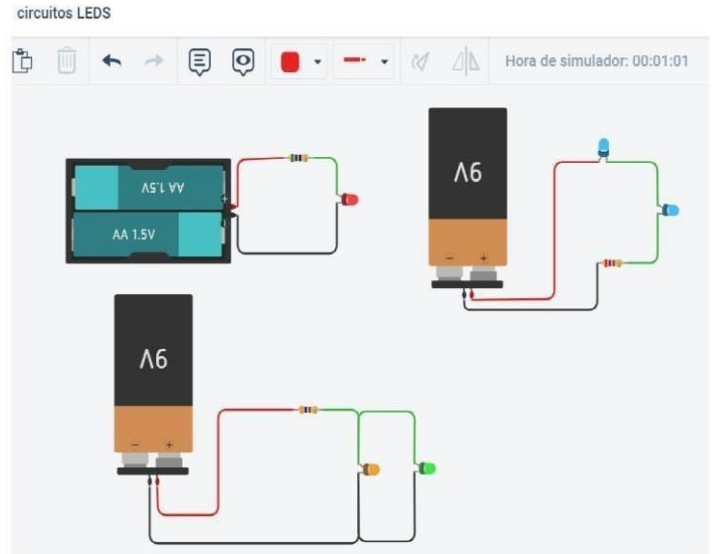 circuitos LEDS
Hora de simulador: 00:01:01
AA 1.5V
AA 1.5V
9V
- +
9V
- +